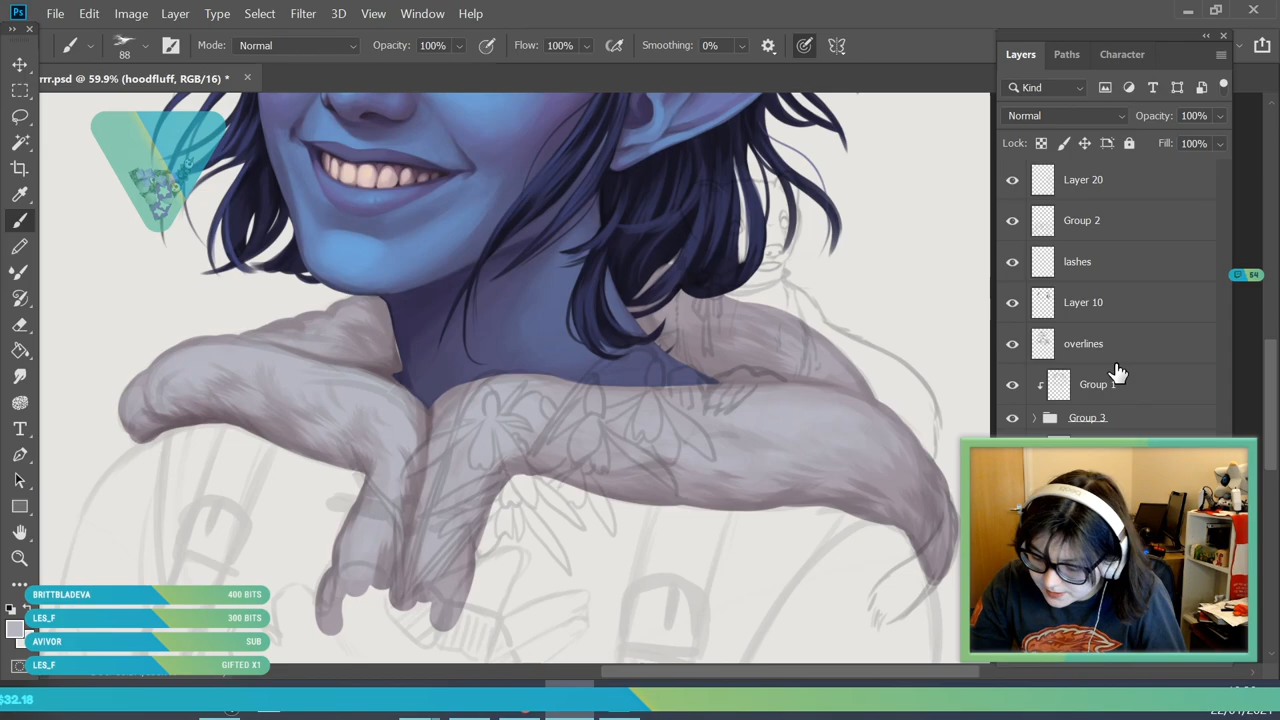 Ps File Edit Image Layer Type Select Filter 3D View Window Help
88 Mode: Normal Opacity: 100% Flow: 100% Smoothing: 0%
rrr.psd @ 59.9% (hoodfluff, RGB/16) *
Layers Paths Character
Kind
Normal Opacity: 100%
Lock: Fill: 100%
Layer 20
Group 2
lashes
54
Layer 10
overlines
Group 1
Group 3
BRITTBLADEVA 400 BITS
LES_F 300 BITS
AVIVOR SUB
LES_F GIFTED X1
$32.18